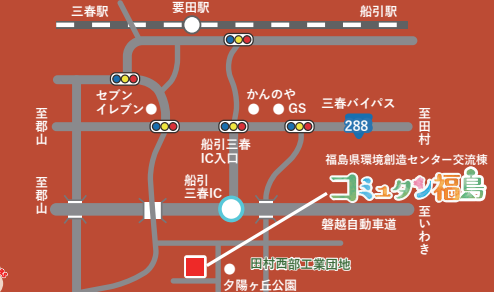 三春駅
要田駅
船引駅
セブン
イレブン
かんのや
GS
三春バイパス
288
至郡山
至田村
船引三春
IC入口
福島県環境創造センター交流棟
コミュタン福島
船引
三春IC
至郡山
磐越自動車道
至いわき
田村西部工業団地
夕陽ヶ丘公園